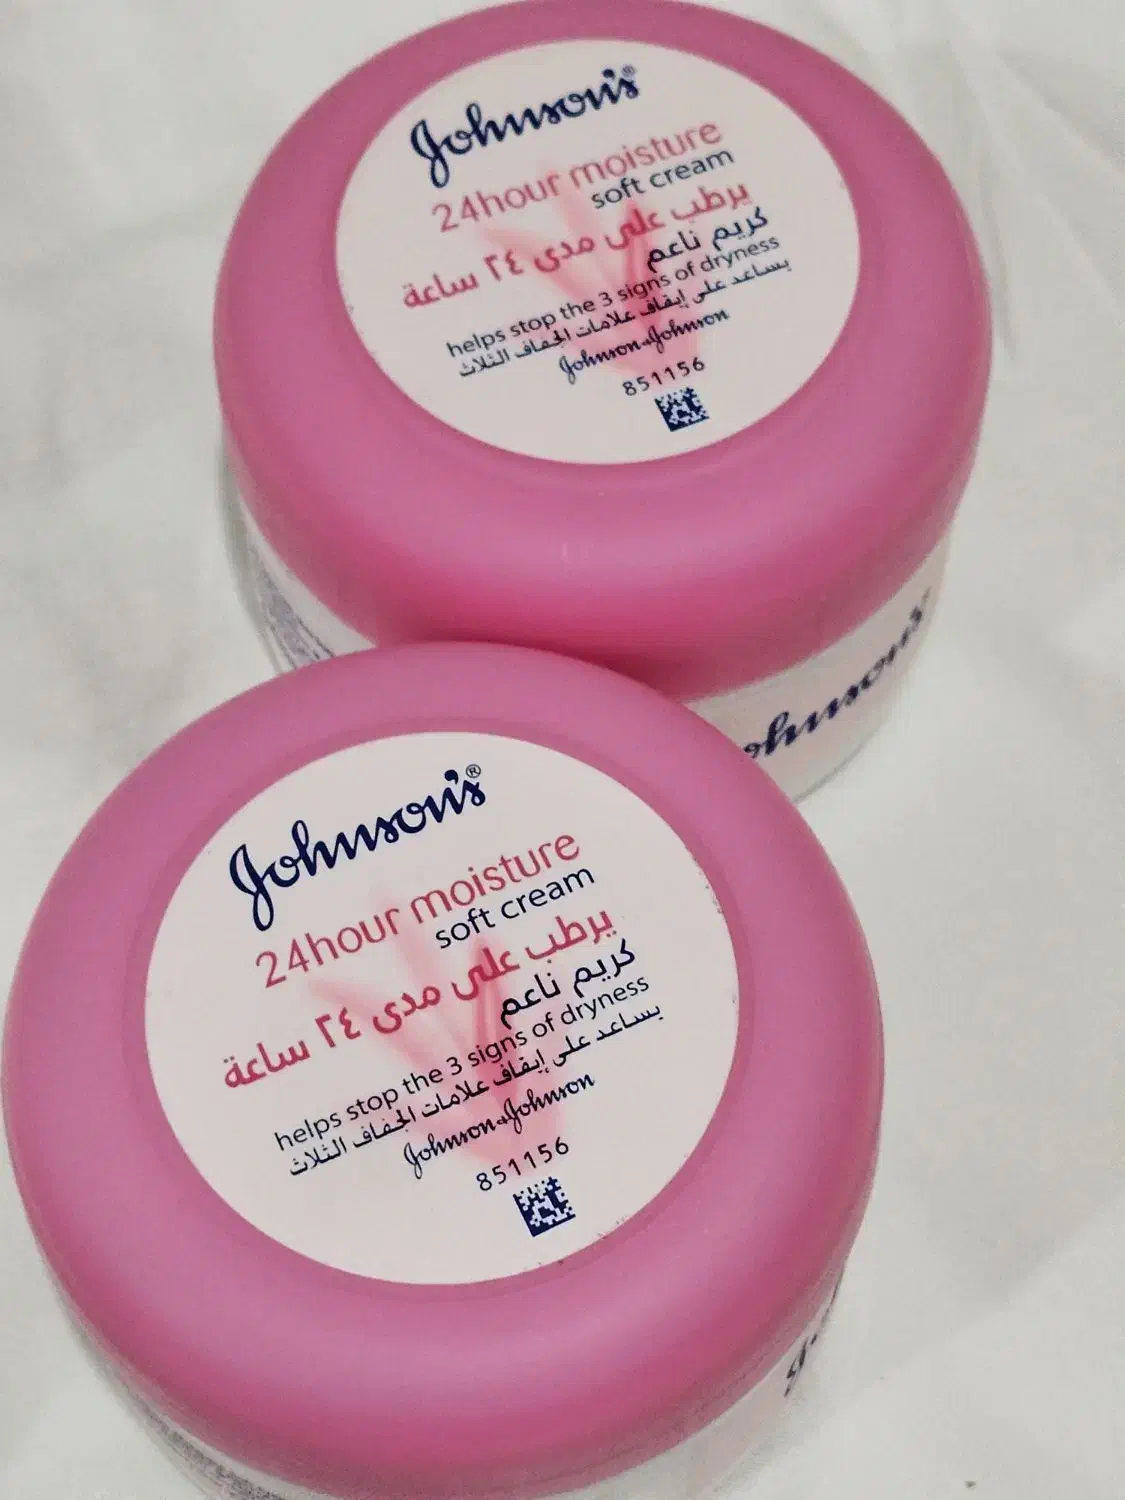 Johnson's®
24hour moisture
soft cream
يرطب على مدى ٢٤ ساعة
كريم ناعم
helps stop the 3 signs of dryness
يساعد على إيقاف علامات الجفاف الثلاث
Johnson & Johnson
851156
Johnson's
Johnson's®
24hour moisture
soft cream
يرطب على مدى ٢٤ ساعة
كريم ناعم
helps stop the 3 signs of dryness
يساعد على إيقاف علامات الجفاف الثلاث
Johnson & Johnson
851156